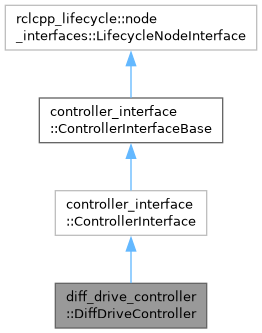 rclcpp_lifecycle::node
_interfaces::LifecycleNodeInterface
controller_interface
::ControllerInterfaceBase
controller_interface
::ControllerInterface
diff_drive_controller
::DiffDriveController